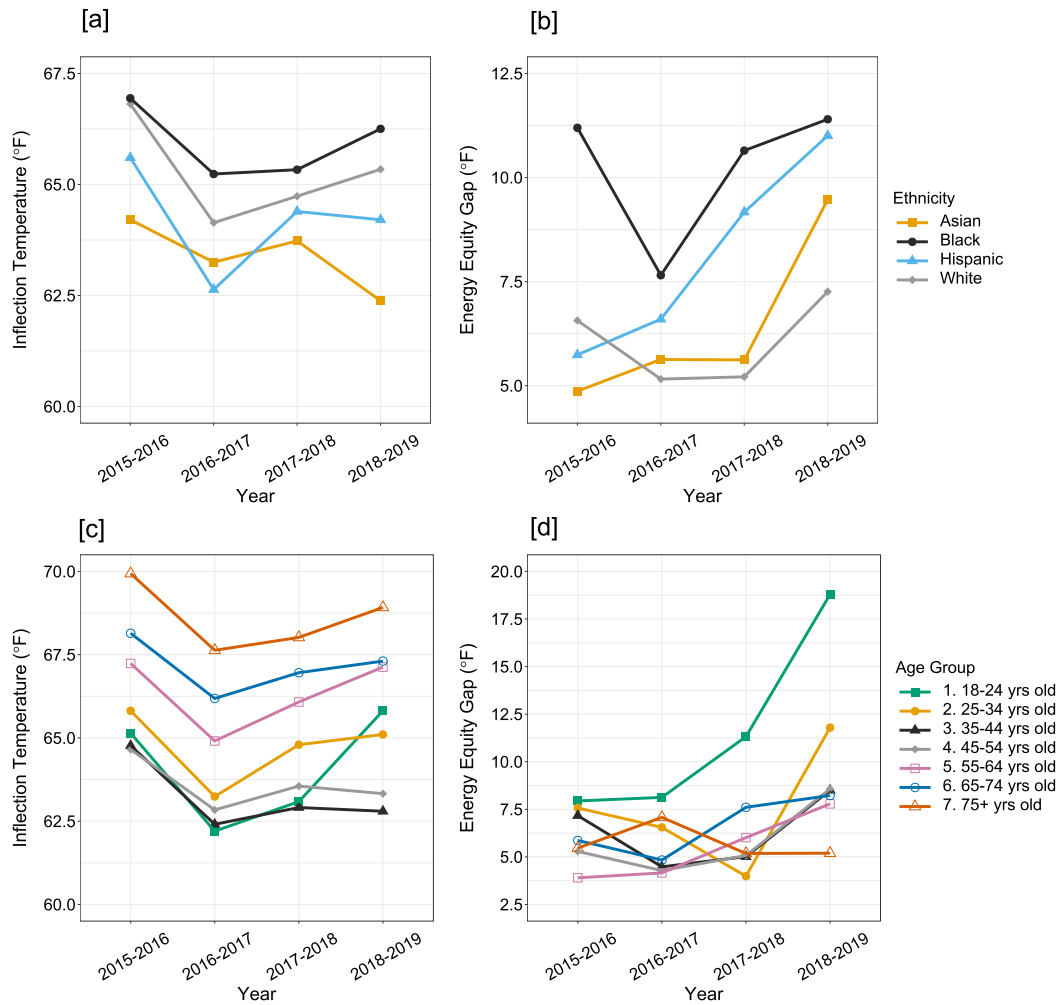 [a]
[b]
67.5
65.0
62.5
60.0
Inflection Temperature (°F)
2015-2016
2016-2017
2017-2018
2018-2019
Year
12.5
10.0
7.5
5.0
Energy Equity Gap (°F)
2015-2016
2016-2017
2017-2018
2018-2019
Year
Ethnicity
Asian
Black
Hispanic
White
[c]
[d]
70.0
67.5
65.0
62.5
60.0
Inflection Temperature (°F)
2015-2016
2016-2017
2017-2018
2018-2019
Year
20.0
17.5
15.0
12.5
10.0
7.5
5.0
2.5
Energy Equity Gap (°F)
2015-2016
2016-2017
2017-2018
2018-2019
Year
Age Group
1. 18-24 yrs old
2. 25-34 yrs old
3. 35-44 yrs old
4. 45-54 yrs old
5. 55-64 yrs old
6. 65-74 yrs old
7. 75+ yrs old